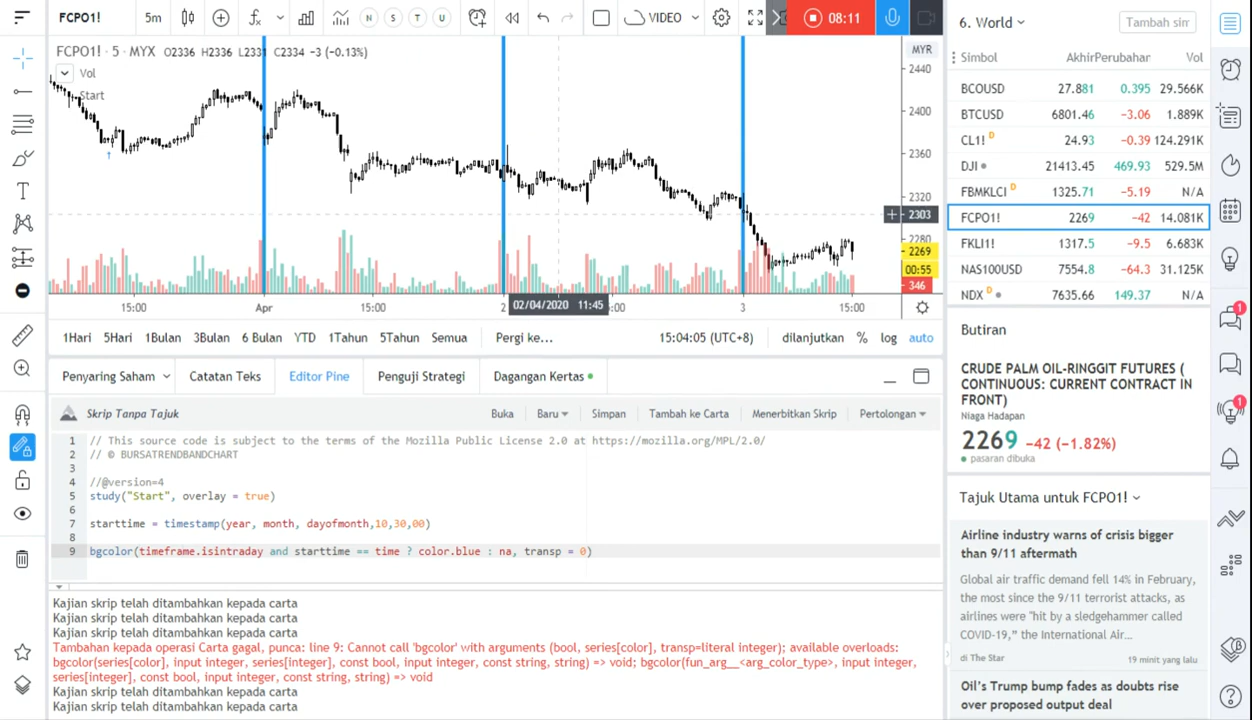 FCPO1!
5m
N
S
T
U
VIDEO
08:11
FCPO1! · 5 · MYX O2336 H2336 L2331 C2334 −3 (−0.13%)
Vol
Start
MYR
2440
2400
2360
2320
2303
2280
2269
00:55
346
15:00
Apr
15:00
2
02/04/2020 11:45
:00
3
15:00
1Hari
5Hari
1Bulan
3Bulan
6 Bulan
YTD
1Tahun
5Tahun
Semua
Pergi ke...
15:04:05 (UTC+8)
dilanjutkan
%
log
auto
Penyaring Saham
Catatan Teks
Editor Pine
Penguji Strategi
Dagangan Kertas
Skrip Tanpa Tajuk
Buka
Baru
Simpan
Tambah ke Carta
Menerbitkan Skrip
Pertolongan
1 // This source code is subject to the terms of the Mozilla Public License 2.0 at https://mozilla.org/MPL/2.0/
2 // © BURSATRENDBANDCHART
3
4 //@version=4
5 study("Start", overlay = true)
6
7 starttime = timestamp(year, month, dayofmonth,10,30,00)
8
9 bgcolor(timeframe.isintraday and starttime == time ? color.blue : na, transp = 0)
Kajian skrip telah ditambahkan kepada carta
Kajian skrip telah ditambahkan kepada carta
Kajian skrip telah ditambahkan kepada carta
Tambahan kepada operasi Carta gagal, punca: line 9: Cannot call 'bgcolor' with arguments (bool, series[color], transp=literal integer); available overloads:
bgcolor(series[color], input integer, series[integer], const bool, input integer, const string, string) => void; bgcolor(fun_arg__<arg_color_type>, input integer,
series[integer], const bool, input integer, const string, string) => void
Kajian skrip telah ditambahkan kepada carta
Kajian skrip telah ditambahkan kepada carta
6. World
Tambah sim
Simbol
Akhir
Perubahan
Vol
BCOUSD 27.881 0.395 29.566K
BTCUSD 6801.46 −3.06 1.889K
CL1! D 24.93 −0.39 124.291K
DJI 21413.45 469.93 529.5M
FBMKLCI D 1325.71 −5.19 N/A
FCPO1! 2269 −42 14.081K
FKLI1! 1317.5 −9.5 6.683K
NAS100USD 7554.8 −64.3 31.125K
NDX D 7635.66 149.37 N/A
Butiran
CRUDE PALM OIL-RINGGIT FUTURES (
CONTINUOUS: CURRENT CONTRACT IN
FRONT)
Niaga Hadapan
2269 −42 (−1.82%)
pasaran dibuka
Tajuk Utama untuk FCPO1!
Airline industry warns of crisis bigger
than 9/11 aftermath
Global air traffic demand fell 14% in February,
the most since the 9/11 terrorist attacks, as
airlines were "hit by a sledgehammer called
COVID-19," the International Air...
di The Star
19 minit yang lalu
Oil's Trump bump fades as doubts rise
over proposed output deal
1
1